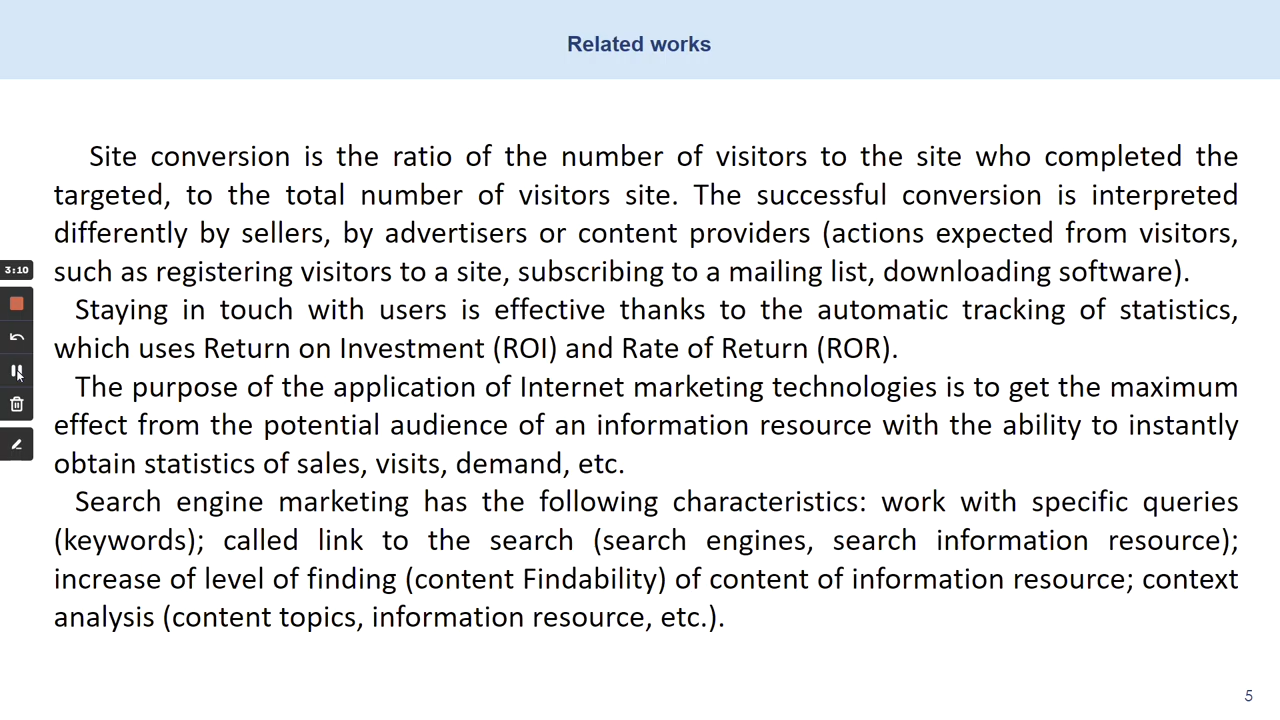 Related works
Site conversion is the ratio of the number of visitors to the site who completed the
targeted, to the total number of visitors site. The successful conversion is interpreted
differently by sellers, by advertisers or content providers (actions expected from visitors,
such as registering visitors to a site, subscribing to a mailing list, downloading software).
Staying in touch with users is effective thanks to the automatic tracking of statistics,
which uses Return on Investment (ROI) and Rate of Return (ROR).
The purpose of the application of Internet marketing technologies is to get the maximum
effect from the potential audience of an information resource with the ability to instantly
obtain statistics of sales, visits, demand, etc.
Search engine marketing has the following characteristics: work with specific queries
(keywords); called link to the search (search engines, search information resource);
increase of level of finding (content Findability) of content of information resource; context
analysis (content topics, information resource, etc.).
3:10
5